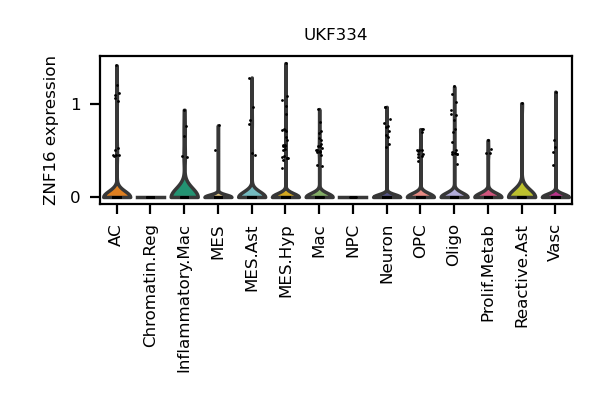 UKF334
ZNF16 expression
1
0
AC
Chromatin.Reg
Inflammatory.Mac
MES
MES.Ast
MES.Hyp
Mac
NPC
Neuron
OPC
Oligo
Prolif.Metab
Reactive.Ast
Vasc